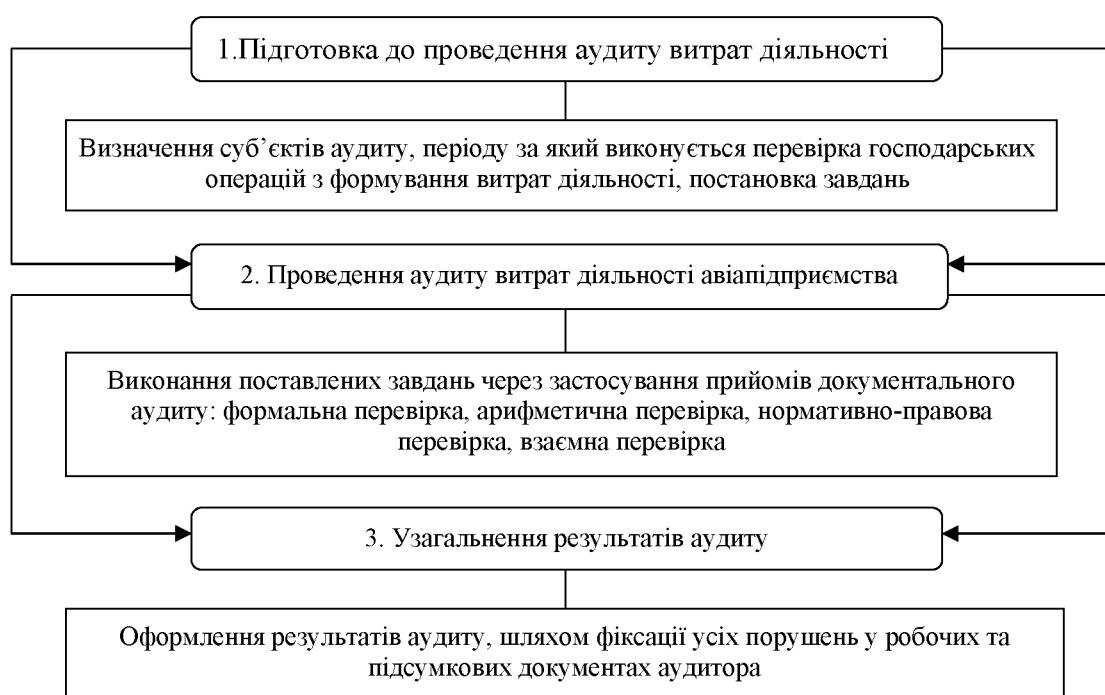 1.Підготовка до проведення аудиту витрат діяльності
Визначення суб’єктів аудиту, періоду за який виконується перевірка господарських
операцій з формування витрат діяльності, постановка завдань
2. Проведення аудиту витрат діяльності авіапідприємства
Виконання поставлених завдань через застосування прийомів документального
аудиту: формальна перевірка, арифметична перевірка, нормативно-правова
перевірка, взаємна перевірка
3. Узагальнення результатів аудиту
Оформлення результатів аудиту, шляхом фіксації усіх порушень у робочих та
підсумкових документах аудитора